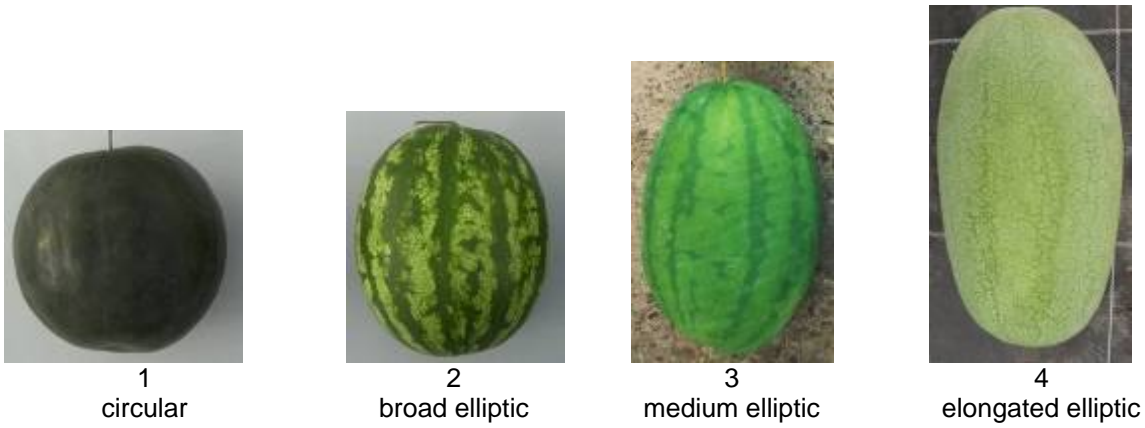 1
circular
2
broad elliptic
3
medium elliptic
4
elongated elliptic